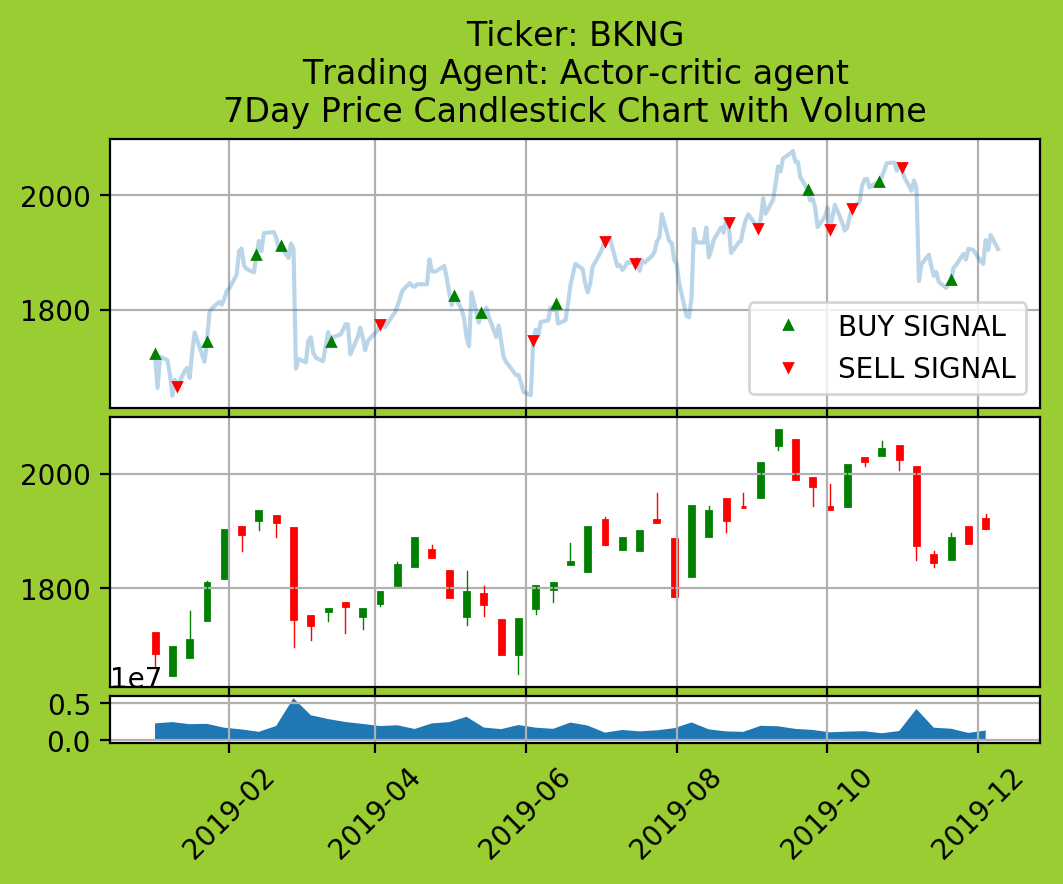 Ticker: BKNG
Trading Agent: Actor-critic agent
7Day Price Candlestick Chart with Volume
2000
1800
BUY SIGNAL
SELL SIGNAL
2000
1800
1e7
0.5
0.0
2019-02
2019-04
2019-06
2019-08
2019-10
2019-12